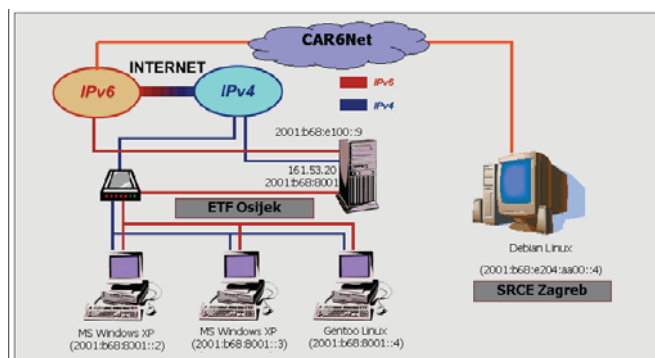 CAR6Net
INTERNET
IPv6
IPv4
IPv6
IPv4
2001:b68:e100::9
161.53.20
2001:b68:8001
ETF Osijek
Debian Linux
(2001:b68:e204:aa00::4)
SRCE Zagreb
MS Windows XP
(2001:b68:8001::2)
MS Windows XP
(2001:b68:8001::3)
Gentoo Linux
(2001:b68:8001::4)